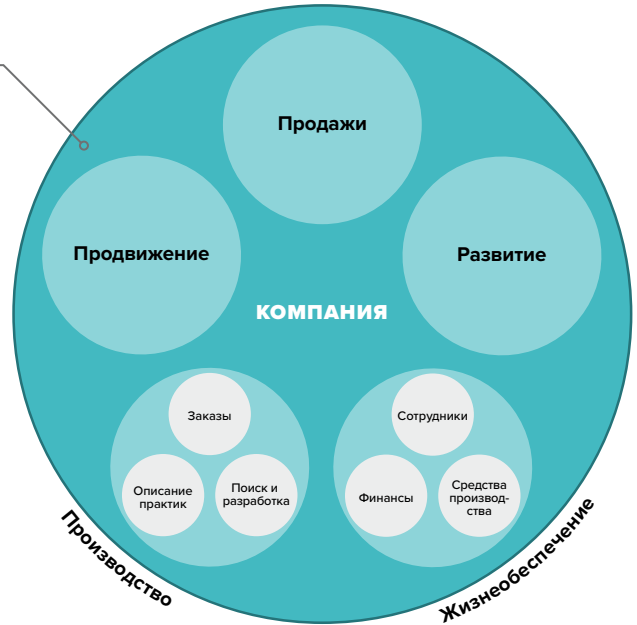 Продажи
Продвижение
Развитие
КОМПАНИЯ
Заказы
Описание
практик
Поиск и
разработка
Сотрудники
Финансы
Средства
производ-
ства
Производство
Жизнеобеспечение